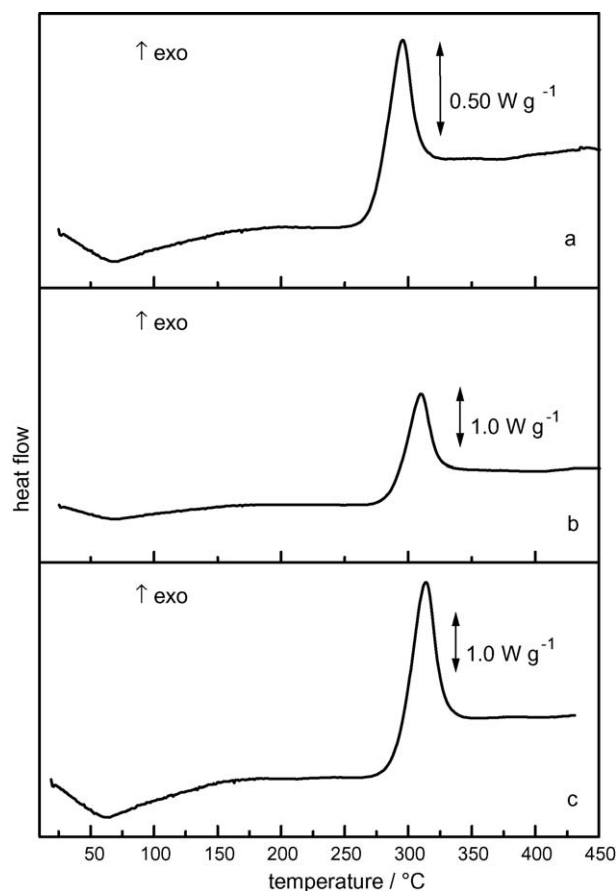 ↑ exo
0.50 W g⁻¹
a
↑ exo
1.0 W g⁻¹
b
↑ exo
1.0 W g⁻¹
c
heat flow
50 100 150 200 250 300 350 400 450
temperature / °C